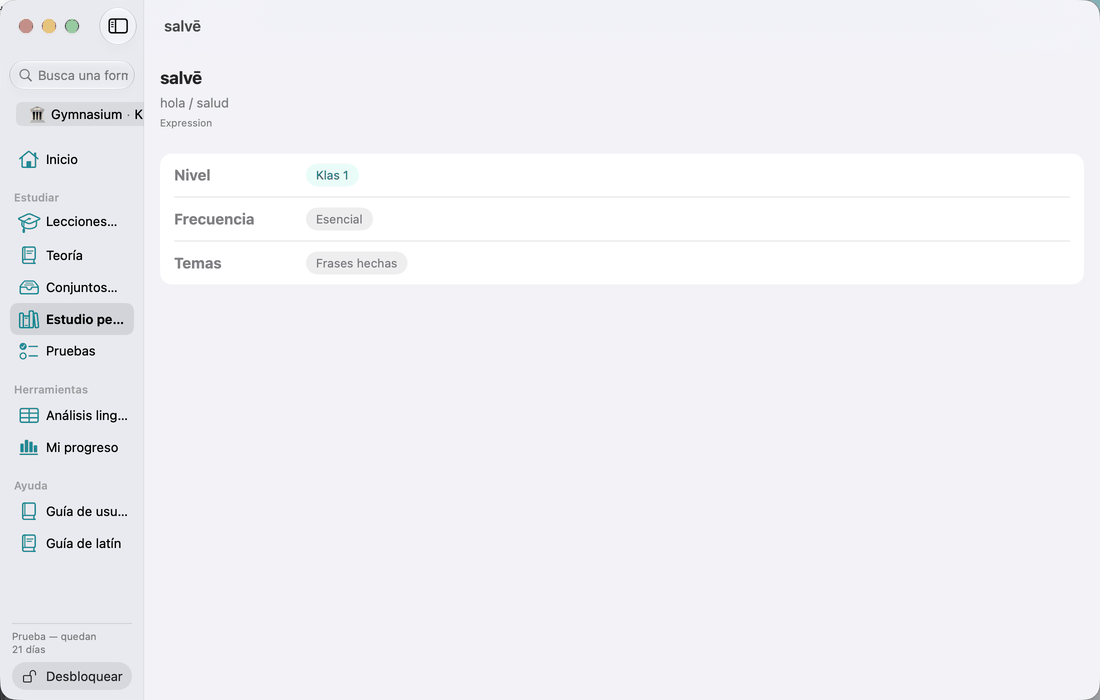 salvē
Busca una form
Gymnasium · K
Inicio
Estudiar
Lecciones...
Teoría
Conjuntos...
Estudio pe...
Pruebas
Herramientas
Análisis ling...
Mi progreso
Ayuda
Guía de usu...
Guía de latín
Prueba — quedan
21 días
Desbloquear
salvē
hola / salud
Expression
Nivel Klas 1
Frecuencia Esencial
Temas Frases hechas